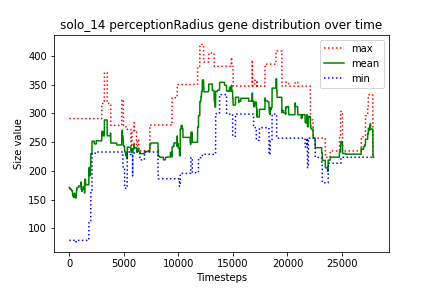 solo_14 perceptionRadius gene distribution over time
max
mean
min
Size value
400
350
300
250
200
150
100
0
5000
10000
15000
20000
25000
Timesteps